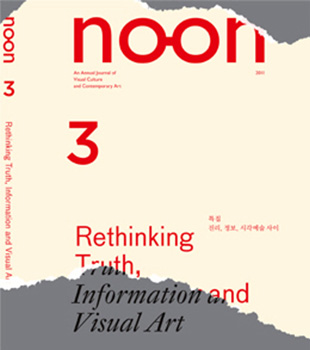 noon
An Annual Journal of
Visual Culture
and Contemporary Art
2011
3
특집
진리, 정보, 시각예술 사이
Rethinking
Truth,
Information and
Visual Art
noon
3
Rethinking Truth, Information and Visual A